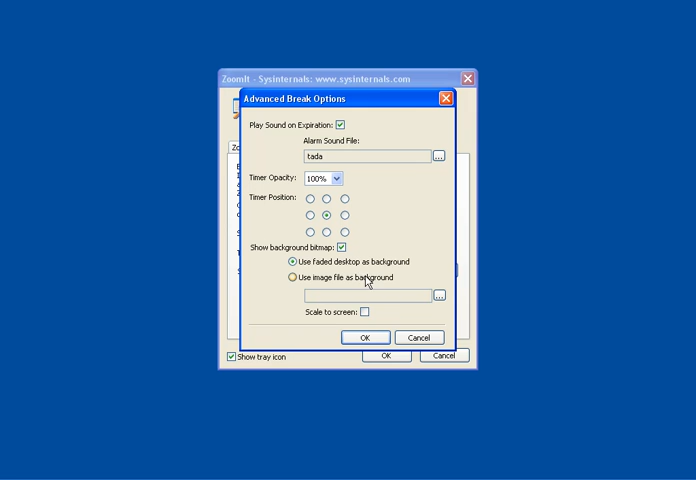 ZoomIt - Sysinternals: www.sysinternals.com
Advanced Break Options
Play Sound on Expiration:
Alarm Sound File:
tada
...
Timer Opacity: 100%
Timer Position:
Show background bitmap:
Use faded desktop as background
Use image file as background
...
Scale to screen:
OK Cancel
Show tray icon OK Cancel